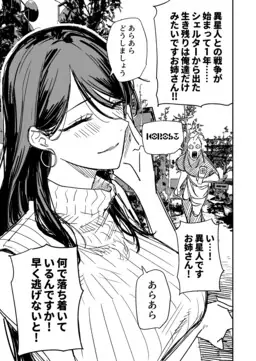 異星人との戦争が
始まって1年……
シェルターから出た
生き残りは俺達だけ
みたいですお姉さん!!
あらあら
どうしましょう
い…!
異星人です
お姉さん!
あらあら
何で落ち着いて
いるんですか!
早く逃げないと!